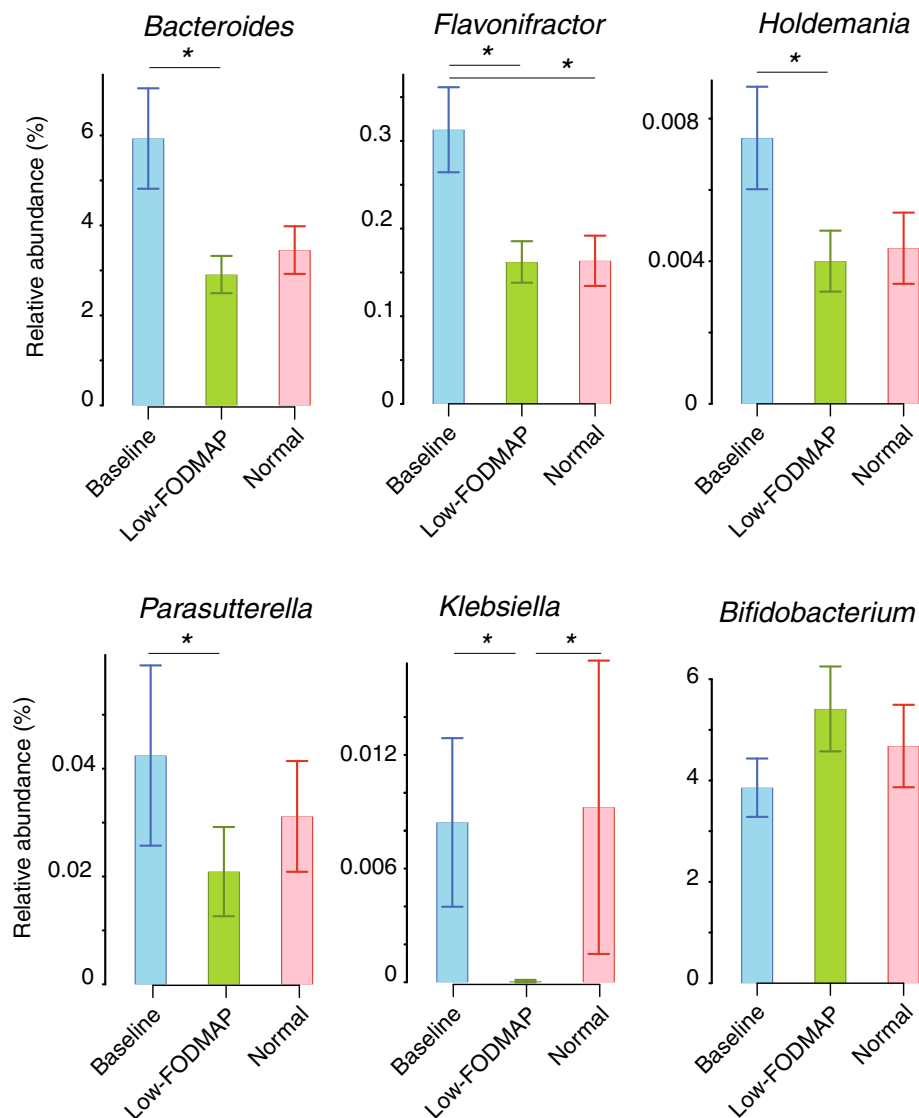 Bacteroides
Flavonifractor
Holdemania
*
*
*
*
Relative abundance (%)
6
4
2
0
0.3
0.2
0.1
0
0.008
0.004
0
Baseline
Low-FODMAP
Normal
Baseline
Low-FODMAP
Normal
Baseline
Low-FODMAP
Normal
Parasutterella
Klebsiella
Bifidobacterium
*
*
*
Relative abundance (%)
0.04
0.02
0
0.012
0.006
0
6
4
2
0
Baseline
Low-FODMAP
Normal
Baseline
Low-FODMAP
Normal
Baseline
Low-FODMAP
Normal